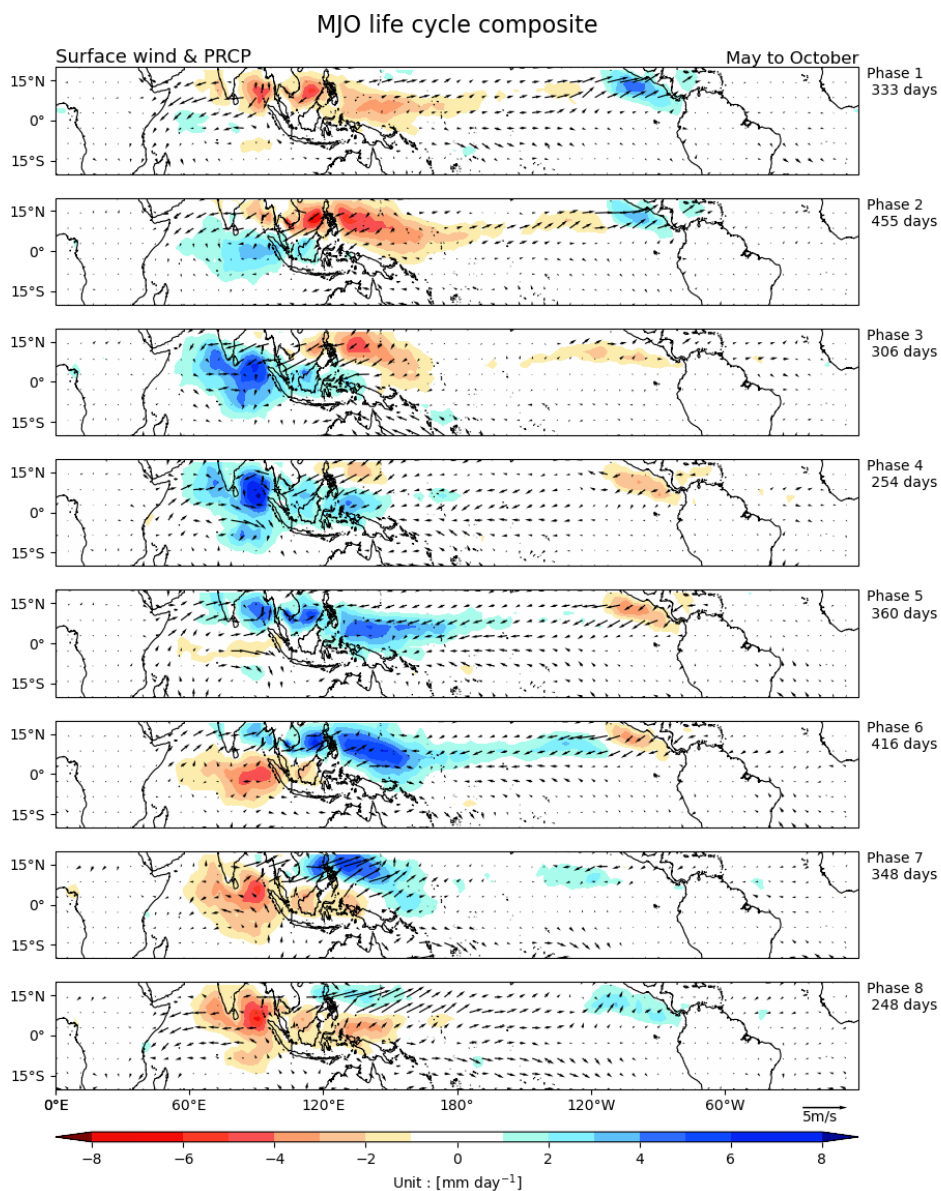 MJO life cycle composite
Surface wind & PRCP
May to October
15°N
0°
15°S
Phase 1
333 days
15°N
0°
15°S
Phase 2
455 days
15°N
0°
15°S
Phase 3
306 days
15°N
0°
15°S
Phase 4
254 days
15°N
0°
15°S
Phase 5
360 days
15°N
0°
15°S
Phase 6
416 days
15°N
0°
15°S
Phase 7
348 days
15°N
0°
15°S
Phase 8
248 days
0°E 60°E 120°E 180° 120°W 60°W
5m/s
−8 −6 −4 −2 0 2 4 6 8
Unit : [mm day⁻¹]